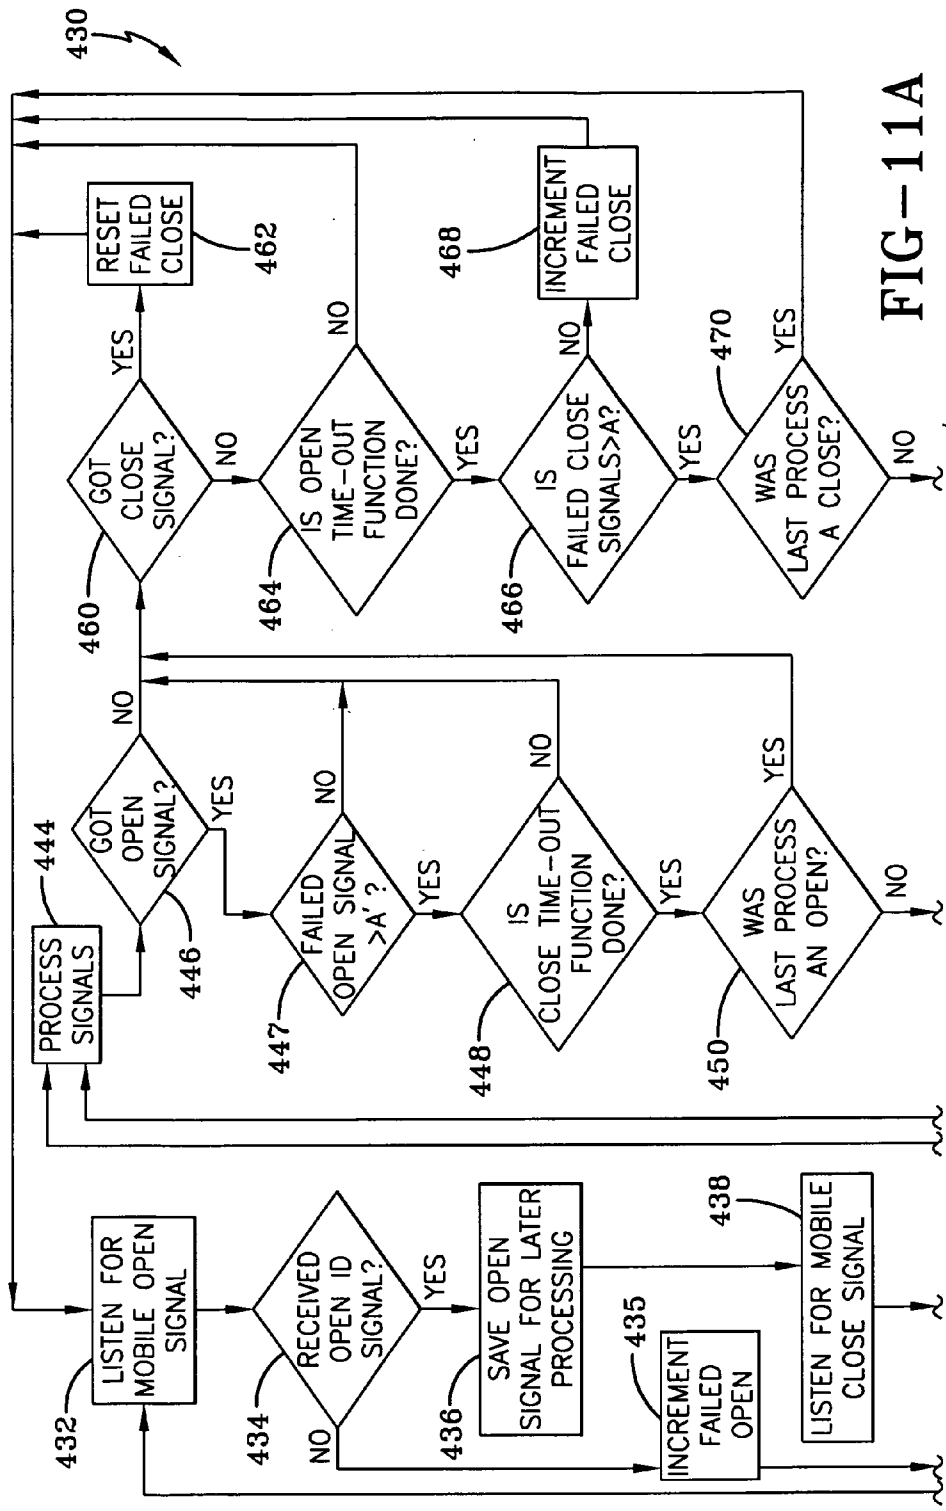 430
432
LISTEN FOR
MOBILE OPEN
SIGNAL
434
RECEIVED
OPEN ID
SIGNAL?
NO
YES
436
SAVE OPEN
SIGNAL FOR LATER
PROCESSING
435
INCREMENT
FAILED
OPEN
438
LISTEN FOR MOBILE
CLOSE SIGNAL
444
PROCESS
SIGNALS
446
GOT
OPEN
SIGNAL?
NO
YES
447
FAILED
OPEN SIGNAL
>A'?
NO
YES
448
IS
CLOSE TIME-OUT
FUNCTION
DONE?
NO
YES
450
WAS
LAST PROCESS
AN OPEN?
YES
NO
460
GOT
CLOSE
SIGNAL?
YES
NO
462
RESET
FAILED
CLOSE
464
IS OPEN
TIME-OUT
FUNCTION
DONE?
NO
YES
466
IS
FAILED CLOSE
SIGNALS>A?
NO
YES
468
INCREMENT
FAILED
CLOSE
470
WAS
LAST PROCESS
A CLOSE?
YES
NO
FIG-11A